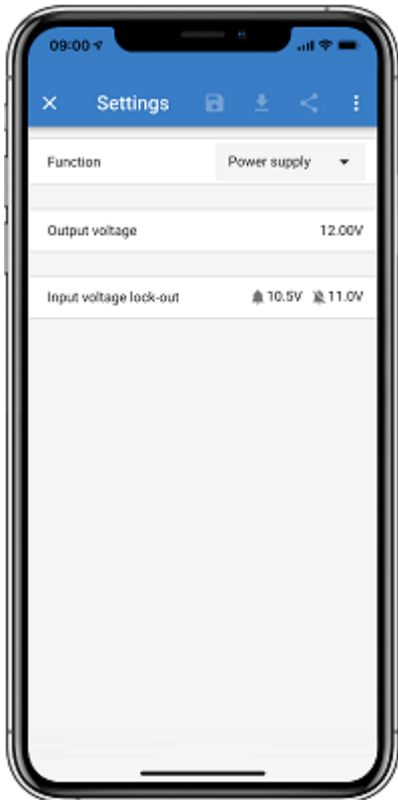 09:00
Settings
Function Power supply
Output voltage 12.00V
Input voltage lock-out 10.5V 11.0V